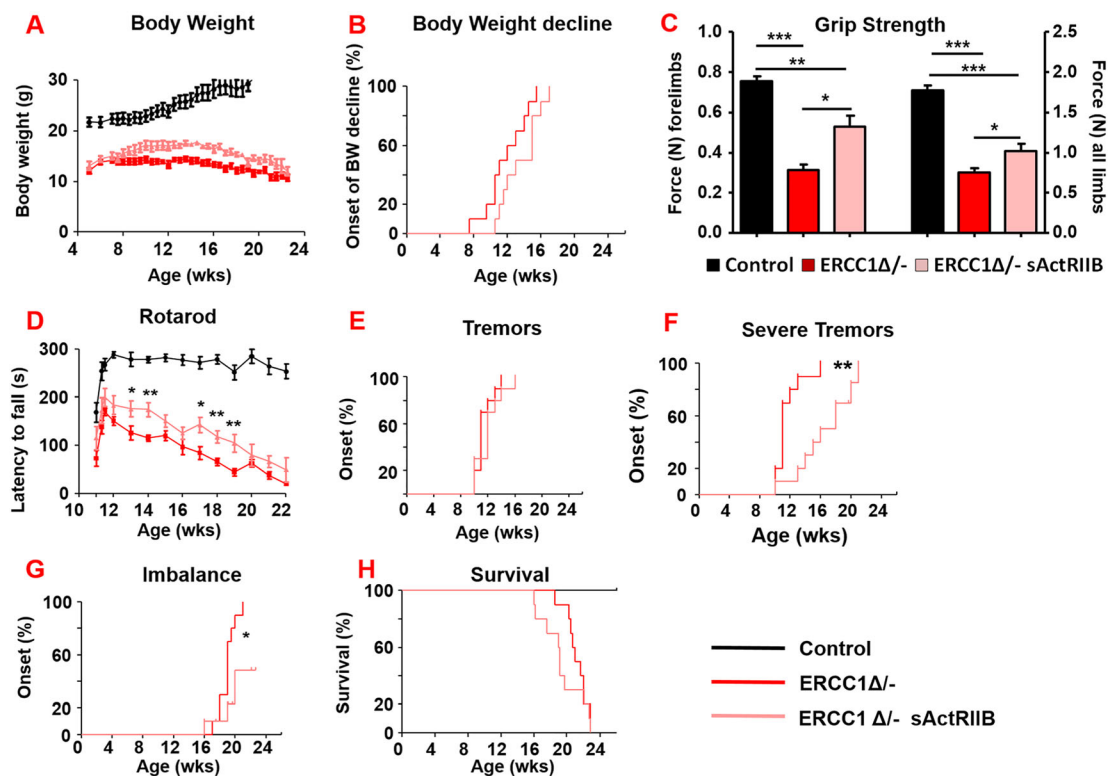 A Body Weight
Body weight (g)
30
20
10
0
4 8 12 16 20 24
Age (wks)
B Body Weight decline
Onset of BW decline (%)
100
60
20
0 4 8 12 16 20 24
Age (wks)
C Grip Strength
Force (N) forelimbs
1.0
0.8
0.6
0.4
0.2
0.0
***
**
*
***
***
*
2.5
2.0
1.5
1.0
0.5
0.0
Force (N) all limbs
Control ERCC1Δ/- ERCC1Δ/- sActRIIB
D Rotarod
Latency to fall (s)
300
200
100
0
* ** * ** **
10 12 14 16 18 20 22
Age (wks)
E Tremors
Onset (%)
100
60
20
0 4 8 12 16 20 24
Age (wks)
F Severe Tremors
Onset (%)
100
60
20
**
0 4 8 12 16 20 24
Age (wks)
G Imbalance
Onset (%)
100
60
20
*
0 4 8 12 16 20 24
Age (wks)
H Survival
Survival (%)
100
60
20
0 4 8 12 16 20 24
Age (wks)
Control
ERCC1Δ/-
ERCC1 Δ/- sActRIIB